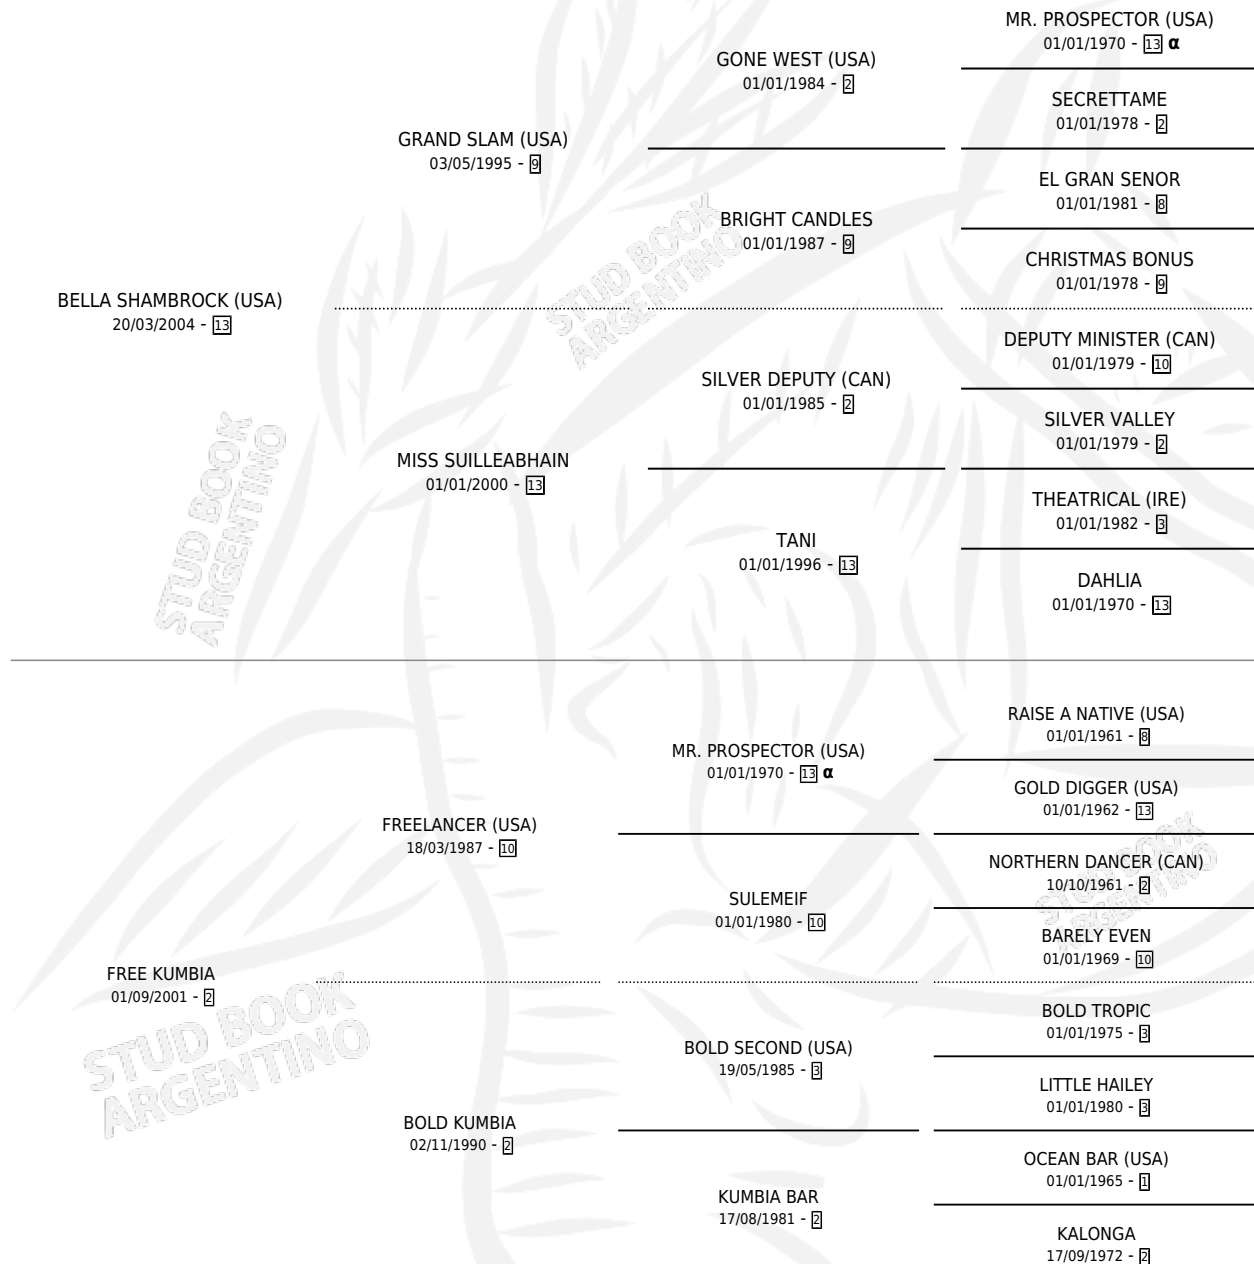 MR. PROSPECTOR (USA)
01/01/1970 - 13 α
GONE WEST (USA)
01/01/1984 - 2
SECRETTAME
01/01/1978 - 2
GRAND SLAM (USA)
03/05/1995 - 9
EL GRAN SENOR
01/01/1981 - 8
BRIGHT CANDLES
01/01/1987 - 9
CHRISTMAS BONUS
01/01/1978 - 9
BELLA SHAMBROCK (USA)
20/03/2004 - 13
DEPUTY MINISTER (CAN)
01/01/1979 - 10
SILVER DEPUTY (CAN)
01/01/1985 - 2
SILVER VALLEY
01/01/1979 - 2
MISS SUILLEABHAIN
01/01/2000 - 13
THEATRICAL (IRE)
01/01/1982 - 3
TANI
01/01/1996 - 13
DAHLIA
01/01/1970 - 13
RAISE A NATIVE (USA)
01/01/1961 - 8
MR. PROSPECTOR (USA)
01/01/1970 - 13 α
GOLD DIGGER (USA)
01/01/1962 - 13
FREELANCER (USA)
18/03/1987 - 10
NORTHERN DANCER (CAN)
10/10/1961 - 2
SULEMEIF
01/01/1980 - 10
BARELY EVEN
01/01/1969 - 10
FREE KUMBIA
01/09/2001 - 2
BOLD TROPIC
01/01/1975 - 3
BOLD SECOND (USA)
19/05/1985 - 3
LITTLE HAILEY
01/01/1980 - 3
BOLD KUMBIA
02/11/1990 - 2
OCEAN BAR (USA)
01/01/1965 - 1
KUMBIA BAR
17/08/1981 - 2
KALONGA
17/09/1972 - 2
STUD BOOK
ARGENTINO
STUD BOOK
ARGENTINO
STUD BOOK
ARGENTINO
STUD BOOK
ARGENTINO